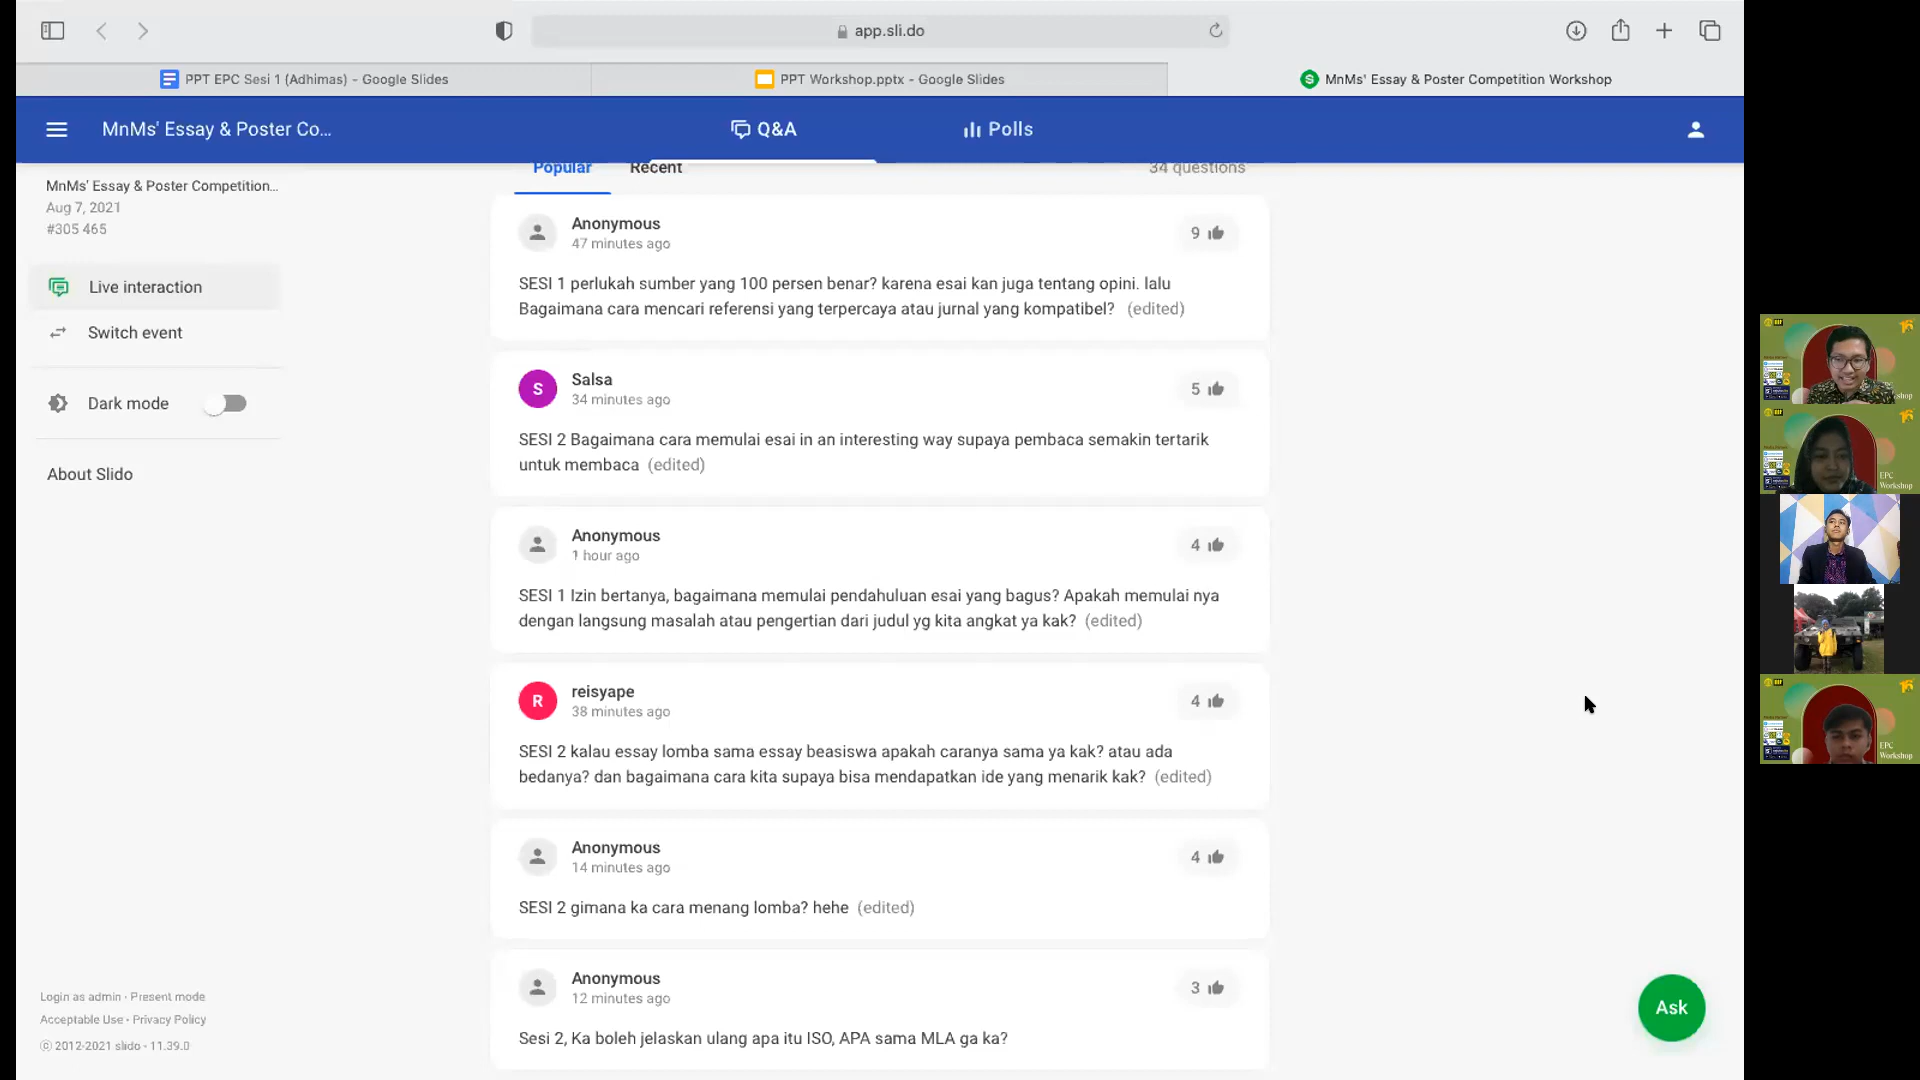 app.sli.do
PPT EPC Sesi 1 (Adhimas) – Google Slides
PPT Workshop.pptx – Google Slides
MnMs' Essay & Poster Competition Workshop
MnMs' Essay & Poster Co...
Q&A
Polls
MnMs' Essay & Poster Competition...
Aug 7, 2021
#305 465
Live interaction
Switch event
Dark mode
About Slido
Login as admin · Present mode
Acceptable Use · Privacy Policy
© 2012-2021 slido - 11.39.0
Popular
Recent
34 questions
Anonymous
47 minutes ago
9
SESI 1 perlukah sumber yang 100 persen benar? karena esai kan juga tentang opini. lalu
Bagaimana cara mencari referensi yang terpercaya atau jurnal yang kompatibel? (edited)
S
Salsa
34 minutes ago
5
SESI 2 Bagaimana cara memulai esai in an interesting way supaya pembaca semakin tertarik
untuk membaca (edited)
Anonymous
1 hour ago
4
SESI 1 Izin bertanya, bagaimana memulai pendahuluan esai yang bagus? Apakah memulai nya
dengan langsung masalah atau pengertian dari judul yg kita angkat ya kak? (edited)
R
reisyape
38 minutes ago
4
SESI 2 kalau essay lomba sama essay beasiswa apakah caranya sama ya kak? atau ada
bedanya? dan bagaimana cara kita supaya bisa mendapatkan ide yang menarik kak? (edited)
Anonymous
14 minutes ago
4
SESI 2 gimana ka cara menang lomba? hehe (edited)
Anonymous
12 minutes ago
3
Sesi 2, Ka boleh jelaskan ulang apa itu ISO, APA sama MLA ga ka?
Ask
EPC
Workshop
EPC
Workshop